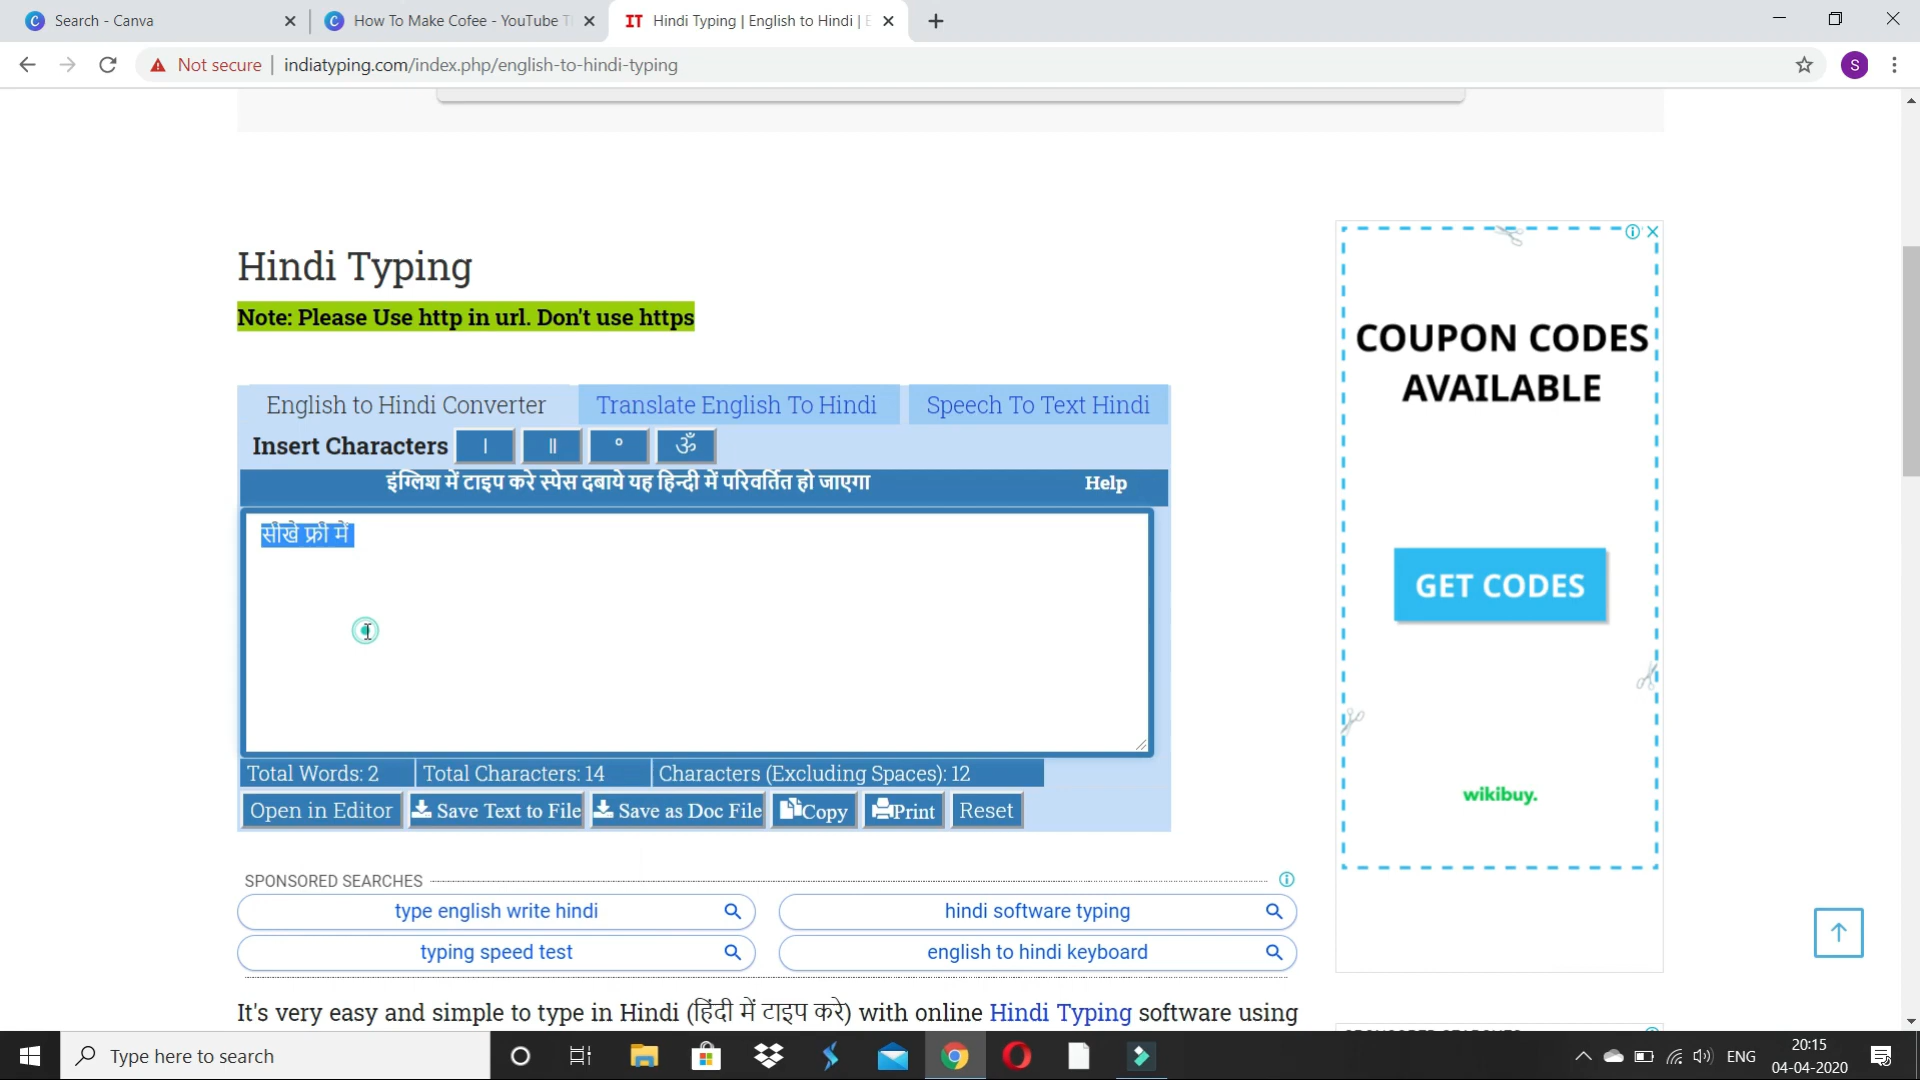 Search - Canva
How To Make Cofee - YouTube T
IT Hindi Typing | English to Hindi | E
Not secure | indiatyping.com/index.php/english-to-hindi-typing
S
Hindi Typing
Note: Please Use http in url. Don't use https
English to Hindi Converter
Translate English To Hindi
Speech To Text Hindi
Insert Characters । ॥ ° ॐ
इंग्लिश में टाइप करे स्पेस दबाये यह हिन्दी में परिवर्तित हो जाएगा
Help
सीखे फ्री में
Total Words: 2
Total Characters: 14
Characters (Excluding Spaces): 12
Open in Editor
Save Text to File
Save as Doc File
Copy
Print
Reset
COUPON CODES
AVAILABLE
GET CODES
wikibuy.
SPONSORED SEARCHES
type english write hindi
hindi software typing
typing speed test
english to hindi keyboard
It's very easy and simple to type in Hindi (हिंदी में टाइप करे) with online Hindi Typing software using
Type here to search
ENG
20:15
04-04-2020